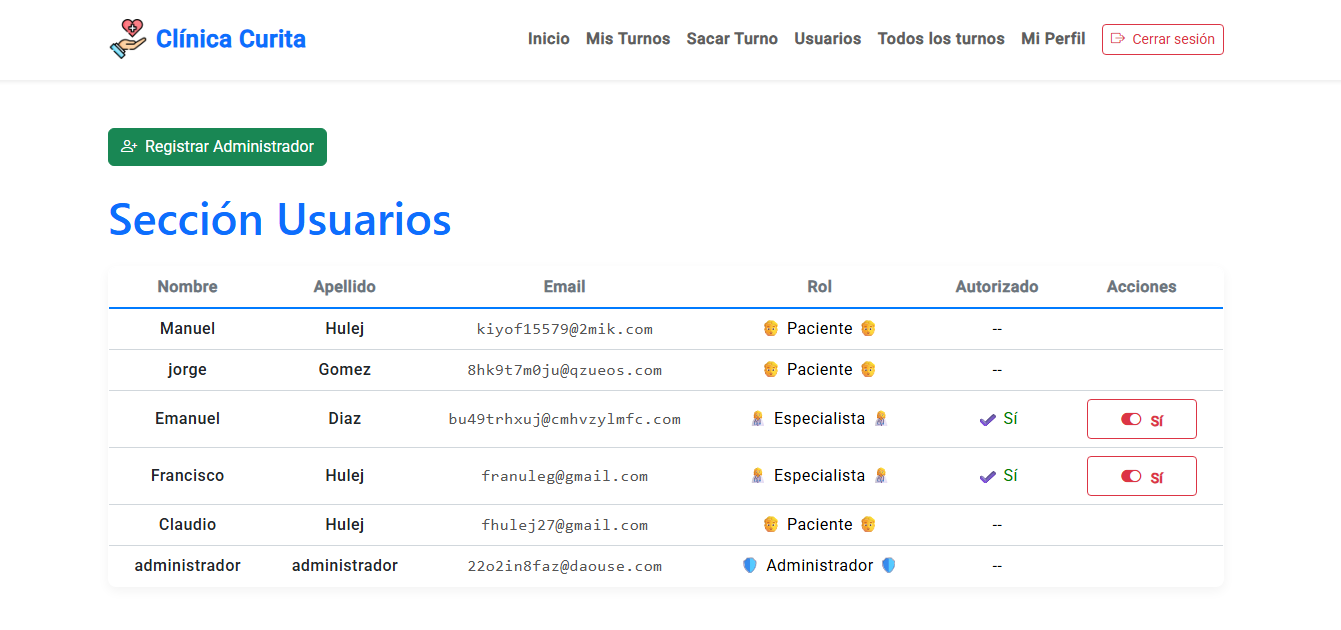 Clínica Curita
Inicio Mis Turnos Sacar Turno Usuarios Todos los turnos Mi Perfil Cerrar sesión
Registrar Administrador
Sección Usuarios
Nombre Apellido Email Rol Autorizado Acciones
Manuel Hulej kiyof15579@2mik.com Paciente --
jorge Gomez 8hk9t7m0ju@qzueos.com Paciente --
Emanuel Diaz bu49trhxuj@cmhvzylmfc.com Especialista Sí Sí
Francisco Hulej franuleg@gmail.com Especialista Sí Sí
Claudio Hulej fhulej27@gmail.com Paciente --
administrador administrador 22o2in8faz@daouse.com Administrador --